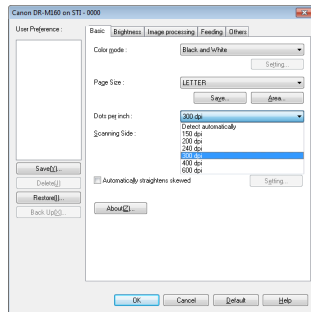 Canon DR-M160 on STI - 0000
User Preference :
Basic Brightness Image processing Feeding Others
Color mode : Black and White
Setting...
Page Size : LETTER
Save... Area...
Dots per inch : 300 dpi
Detect automatically
150 dpi
Scanning Side : 200 dpi
240 dpi
300 dpi
400 dpi
600 dpi
Save(Y)...
Delete(J)
Restore(I)...
Back Up(X)...
Automatically straightens skewed Setting...
About(Z)...
OK Cancel Default Help